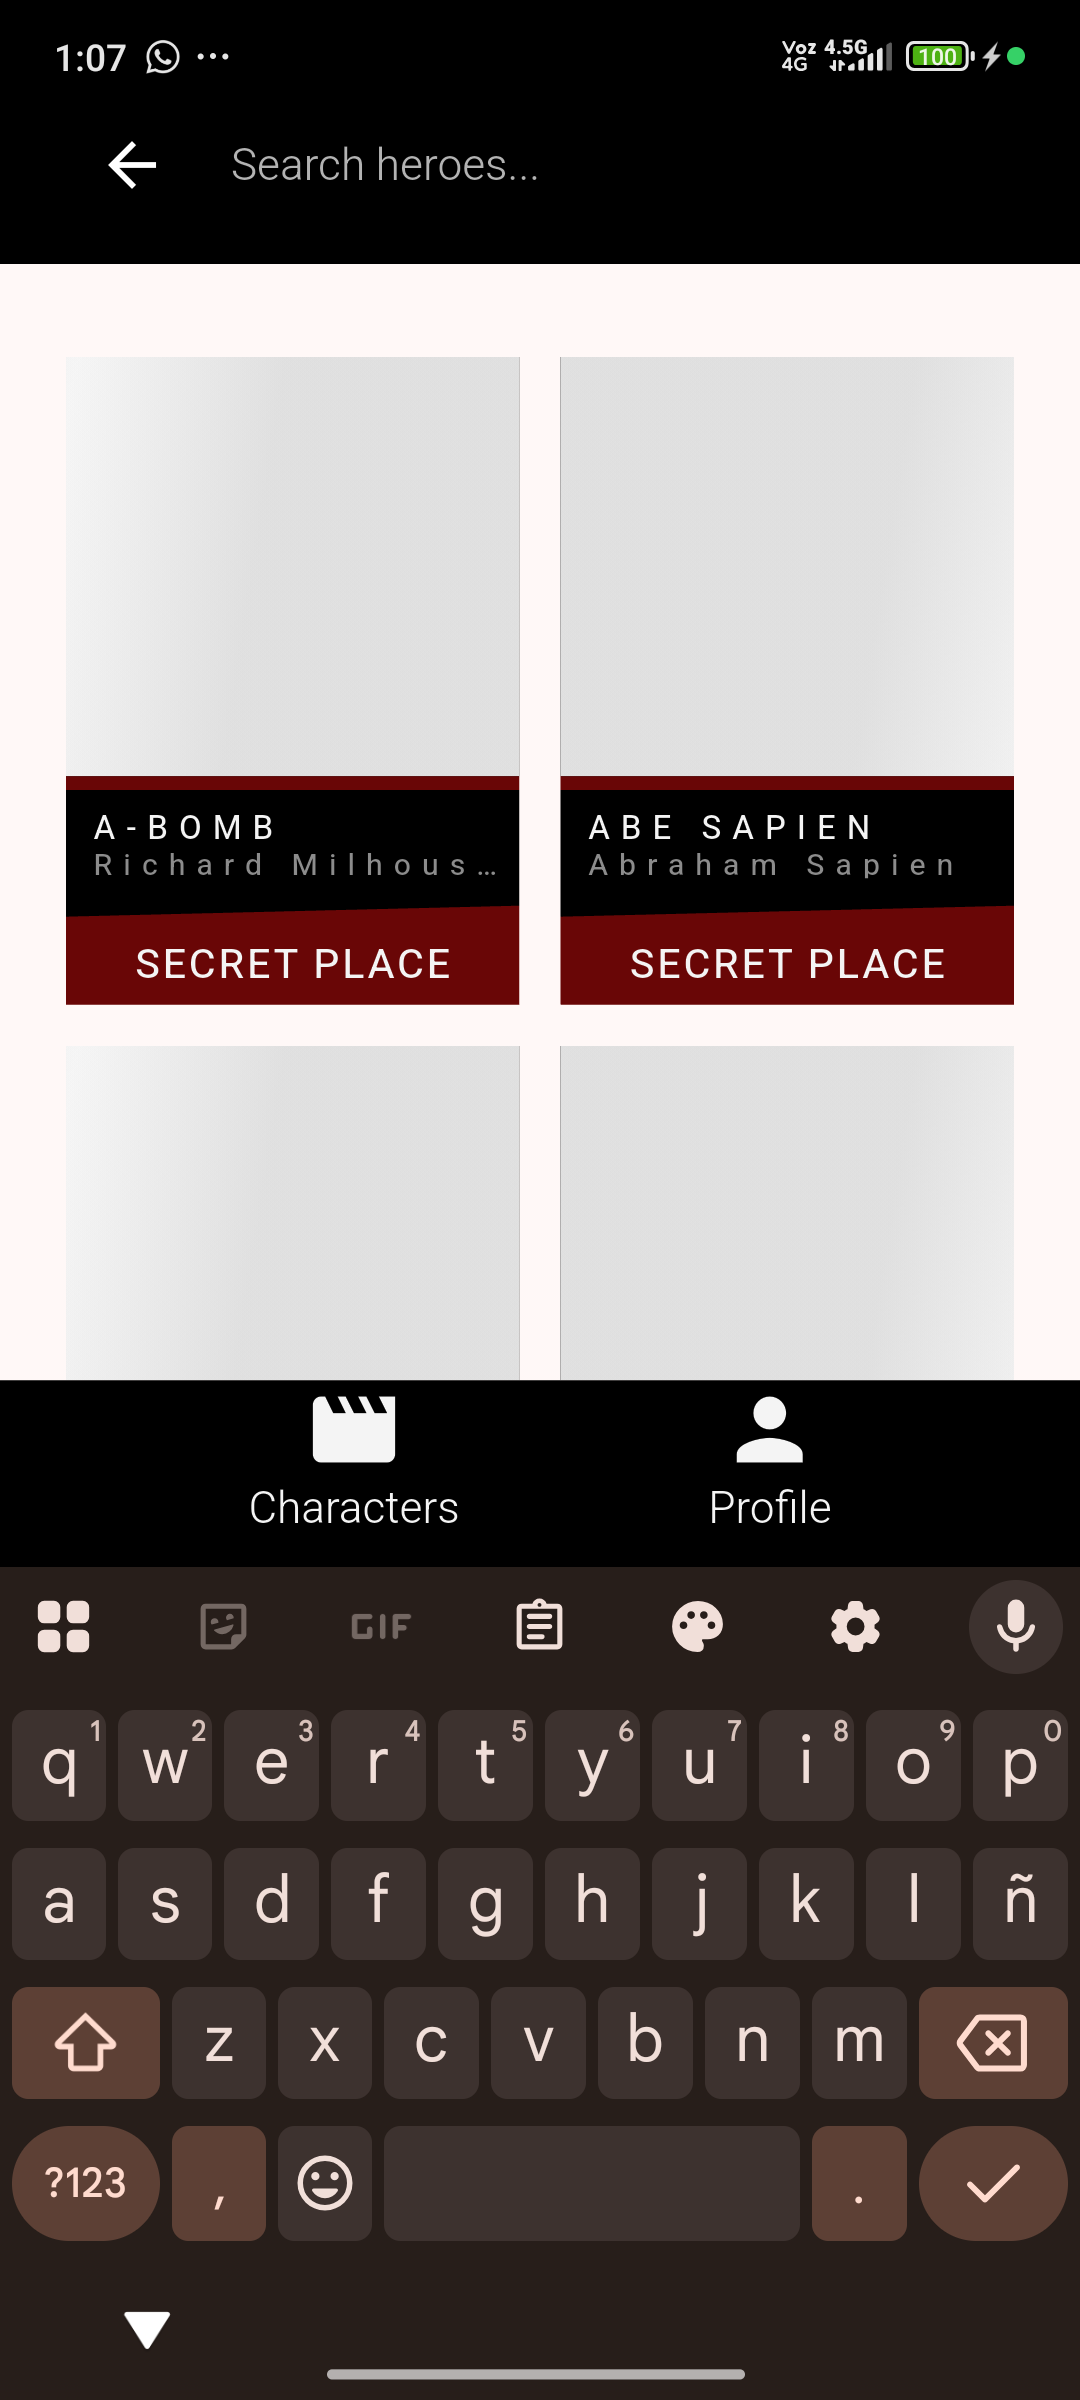 1:07 ... Voz 4G 4.5G 100
Search heroes...
A-BOMB
Richard Milhous...
ABE SAPIEN
Abraham Sapien
SECRET PLACE
SECRET PLACE
Characters
Profile
GIF
q1 w2 e3 r4 t5 y6 u7 i8 o9 p0
a s d f g h j k l ñ
z x c v b n m
?123 , .